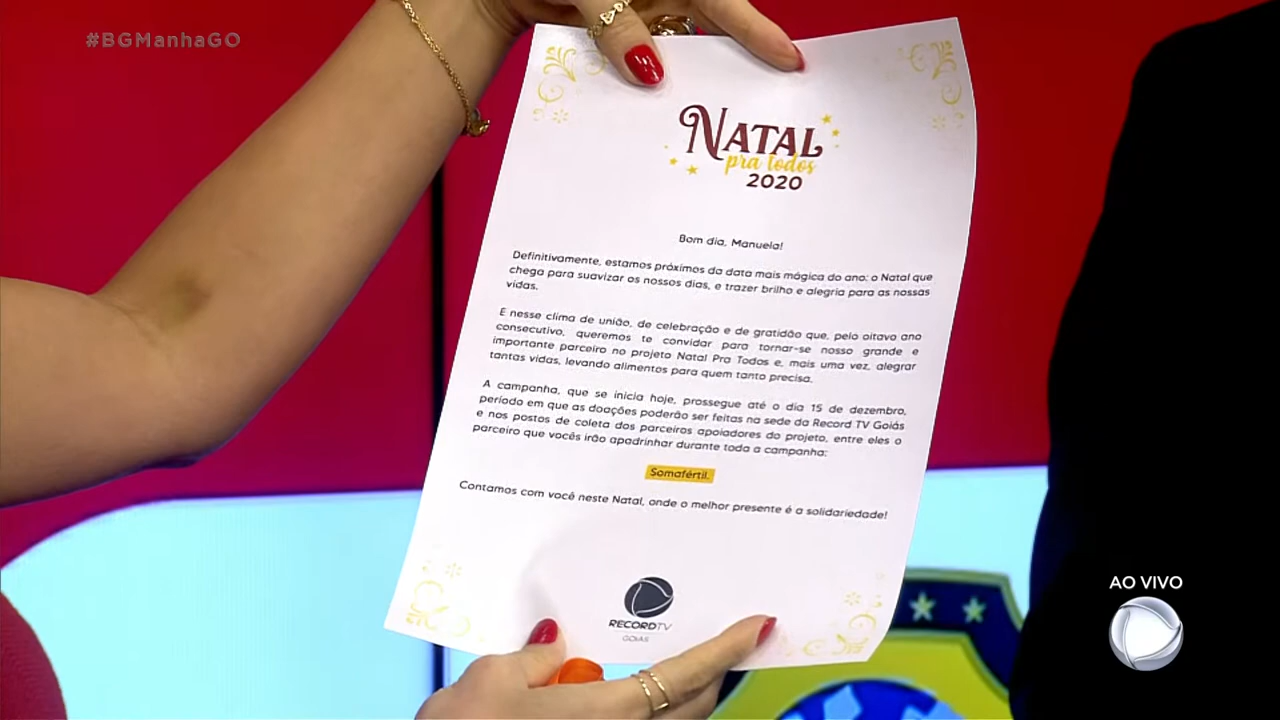 #BGManhaGO
NATAL
pra todos
2020
Bom dia, Manuela!
Definitivamente, estamos próximos da data mais mágica do ano: o Natal que
chega para suavizar os nossos dias, e trazer brilho e alegria para as nossas
vidas.
E nesse clima de união, de celebração e de gratidão que, pelo oitavo ano
consecutivo, queremos te convidar para tornar-se nosso grande e
importante parceiro no projeto Natal Pra Todos e, mais uma vez, alegrar
tantas vidas, levando alimentos para quem tanto precisa.
A campanha, que se inicia hoje, prossegue até o dia 15 de dezembro,
período em que as doações poderão ser feitas na sede da Record TV Goiás
e nos postos de coleta dos parceiros apoiadores do projeto, entre eles o
parceiro que vocês irão apadrinhar durante toda a campanha:
Somafértil.
Contamos com você neste Natal, onde o melhor presente é a solidariedade!
RECORDTV
GOIÁS
AO VIVO